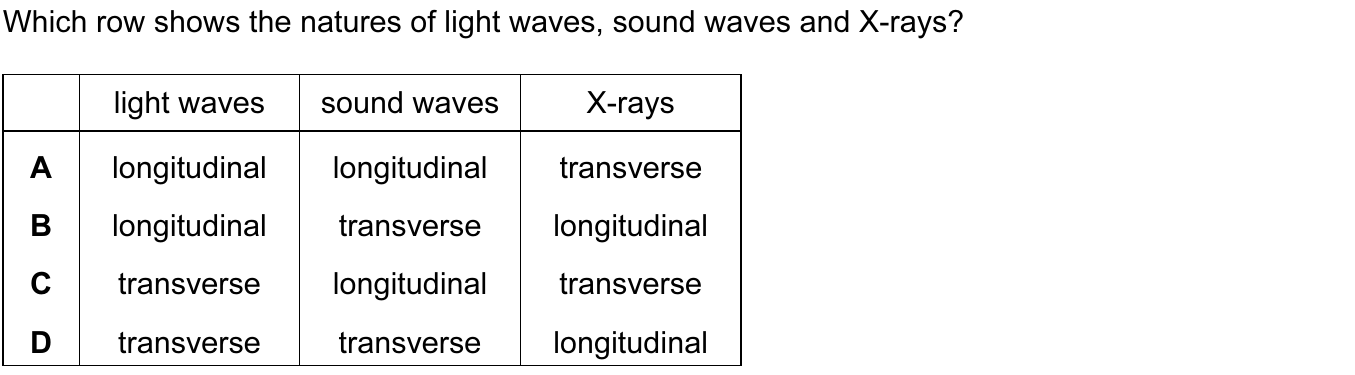 Which row shows the natures of light waves, sound waves and X-rays?
light waves sound waves X-rays
A longitudinal longitudinal transverse
B longitudinal transverse longitudinal
C transverse longitudinal transverse
D transverse transverse longitudinal